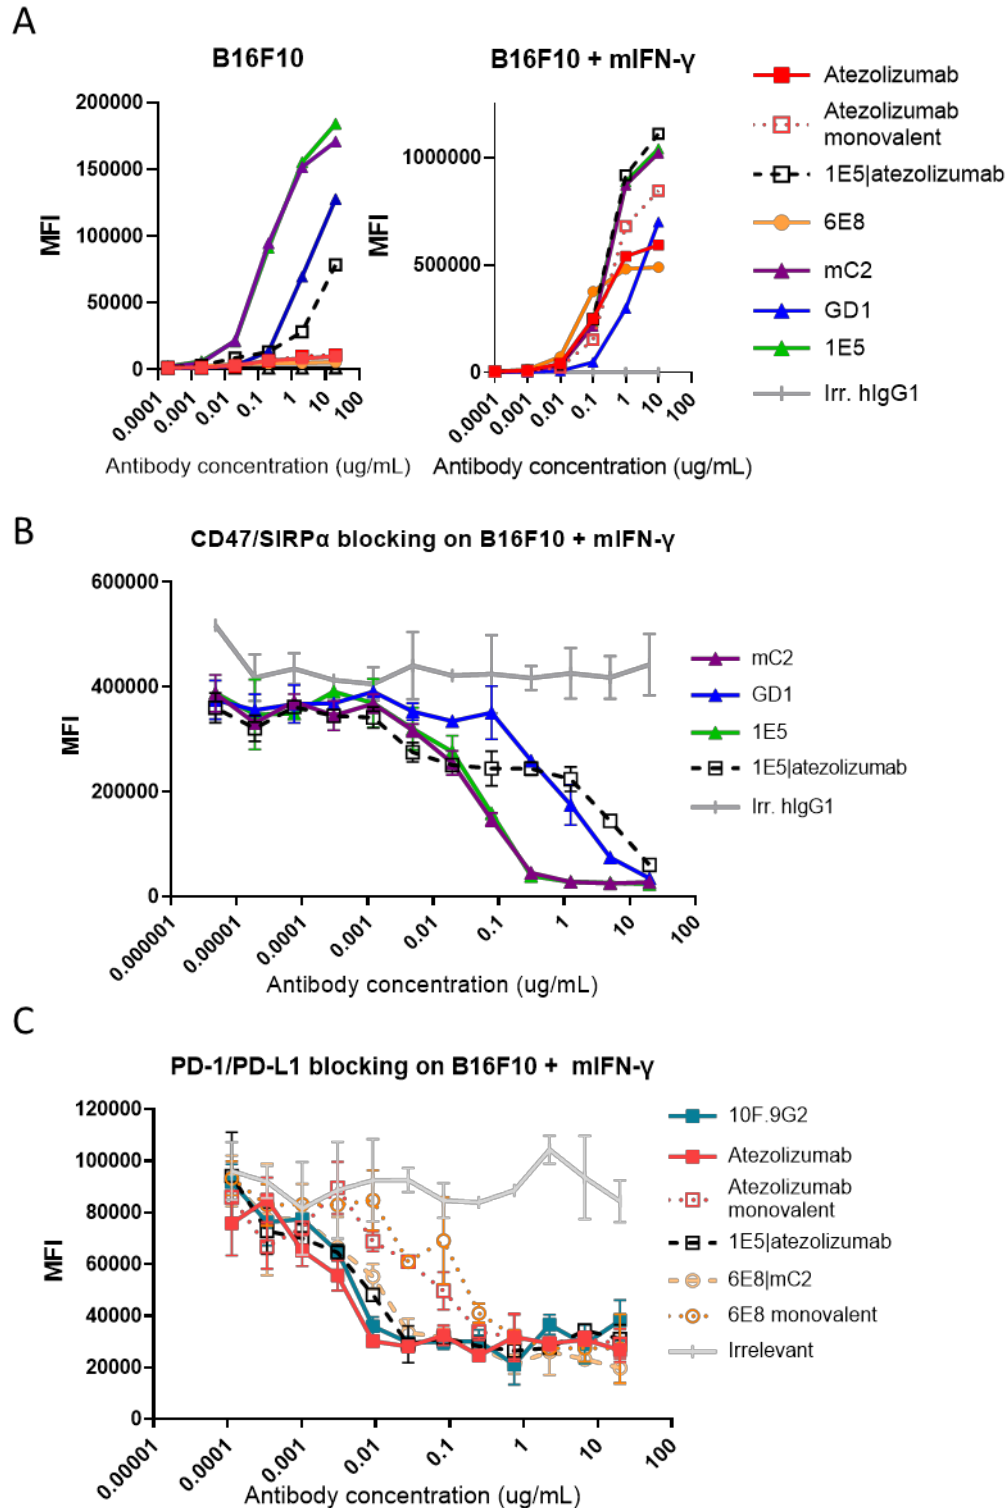 A
B16F10
B16F10 + mIFN-γ
200000
150000
100000
50000
0
MFI
0.0001
0.001
0.01
0.1
1
10
100
Antibody concentration (ug/mL)
1000000
500000
0
MFI
0.0001
0.001
0.01
0.1
1
10
100
Antibody concentration (ug/mL)
Atezolizumab
Atezolizumab
monovalent
1E5|atezolizumab
6E8
mC2
GD1
1E5
Irr. hIgG1
B
CD47/SIRPα blocking on B16F10 + mIFN-γ
600000
400000
200000
0
MFI
0.000001
0.00001
0.0001
0.001
0.01
0.1
1
10
100
Antibody concentration (ug/mL)
mC2
GD1
1E5
1E5|atezolizumab
Irr. hIgG1
C
PD-1/PD-L1 blocking on B16F10 + mIFN-γ
120000
100000
80000
60000
40000
20000
0
MFI
0.00001
0.0001
0.001
0.01
0.1
1
10
100
Antibody concentration (ug/mL)
10F.9G2
Atezolizumab
Atezolizumab
monovalent
1E5|atezolizumab
6E8|mC2
6E8 monovalent
Irrelevant